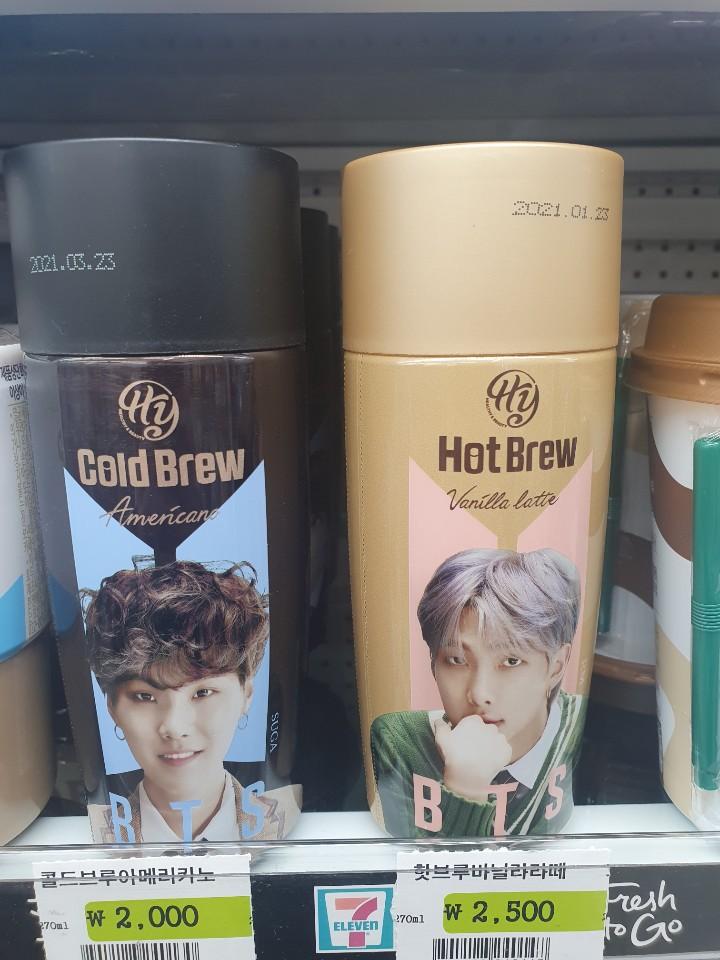 2021.03.23
Hy
Cold Brew
Americano
SUGA
BTS
2021.01.23
Hy
Hot Brew
Vanilla latte
RM
BTS
콜드브루아메리카노
270ml
₩ 2,000
7
ELEVEN
핫브루바닐라라떼
270ml
₩ 2,500
Fresh
to Go